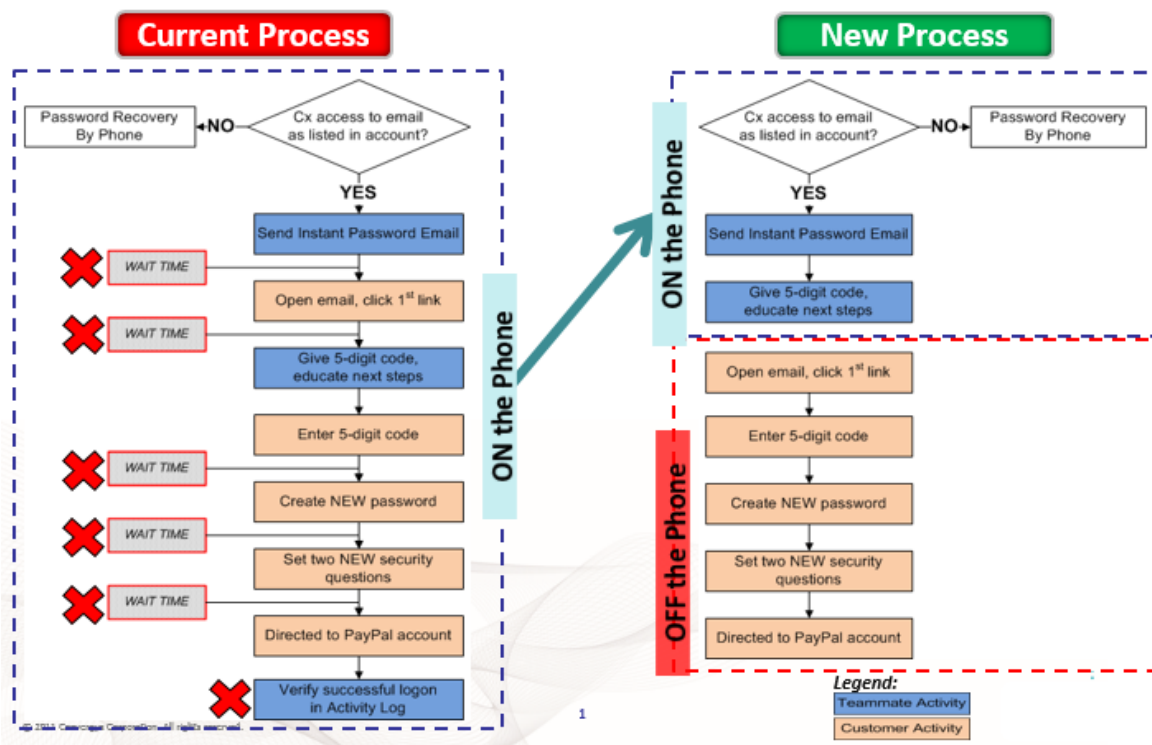 Current Process
Password Recovery
By Phone
NO
Cx access to email
as listed in account?
YES
Send Instant Password Email
WAIT TIME
Open email, click 1st link
WAIT TIME
Give 5-digit code,
educate next steps
Enter 5-digit code
WAIT TIME
Create NEW password
WAIT TIME
Set two NEW security
questions
WAIT TIME
Directed to PayPal account
Verify successful logon
in Activity Log
ON the Phone
New Process
Cx access to email
as listed in account?
NO
Password Recovery
By Phone
YES
Send Instant Password Email
Give 5-digit code,
educate next steps
ON the Phone
Open email, click 1st link
Enter 5-digit code
Create NEW password
Set two NEW security
questions
Directed to PayPal account
OFF the Phone
Legend:
Teammate Activity
Customer Activity
© 2011 Convergys Corporation. All rights reserved.
1